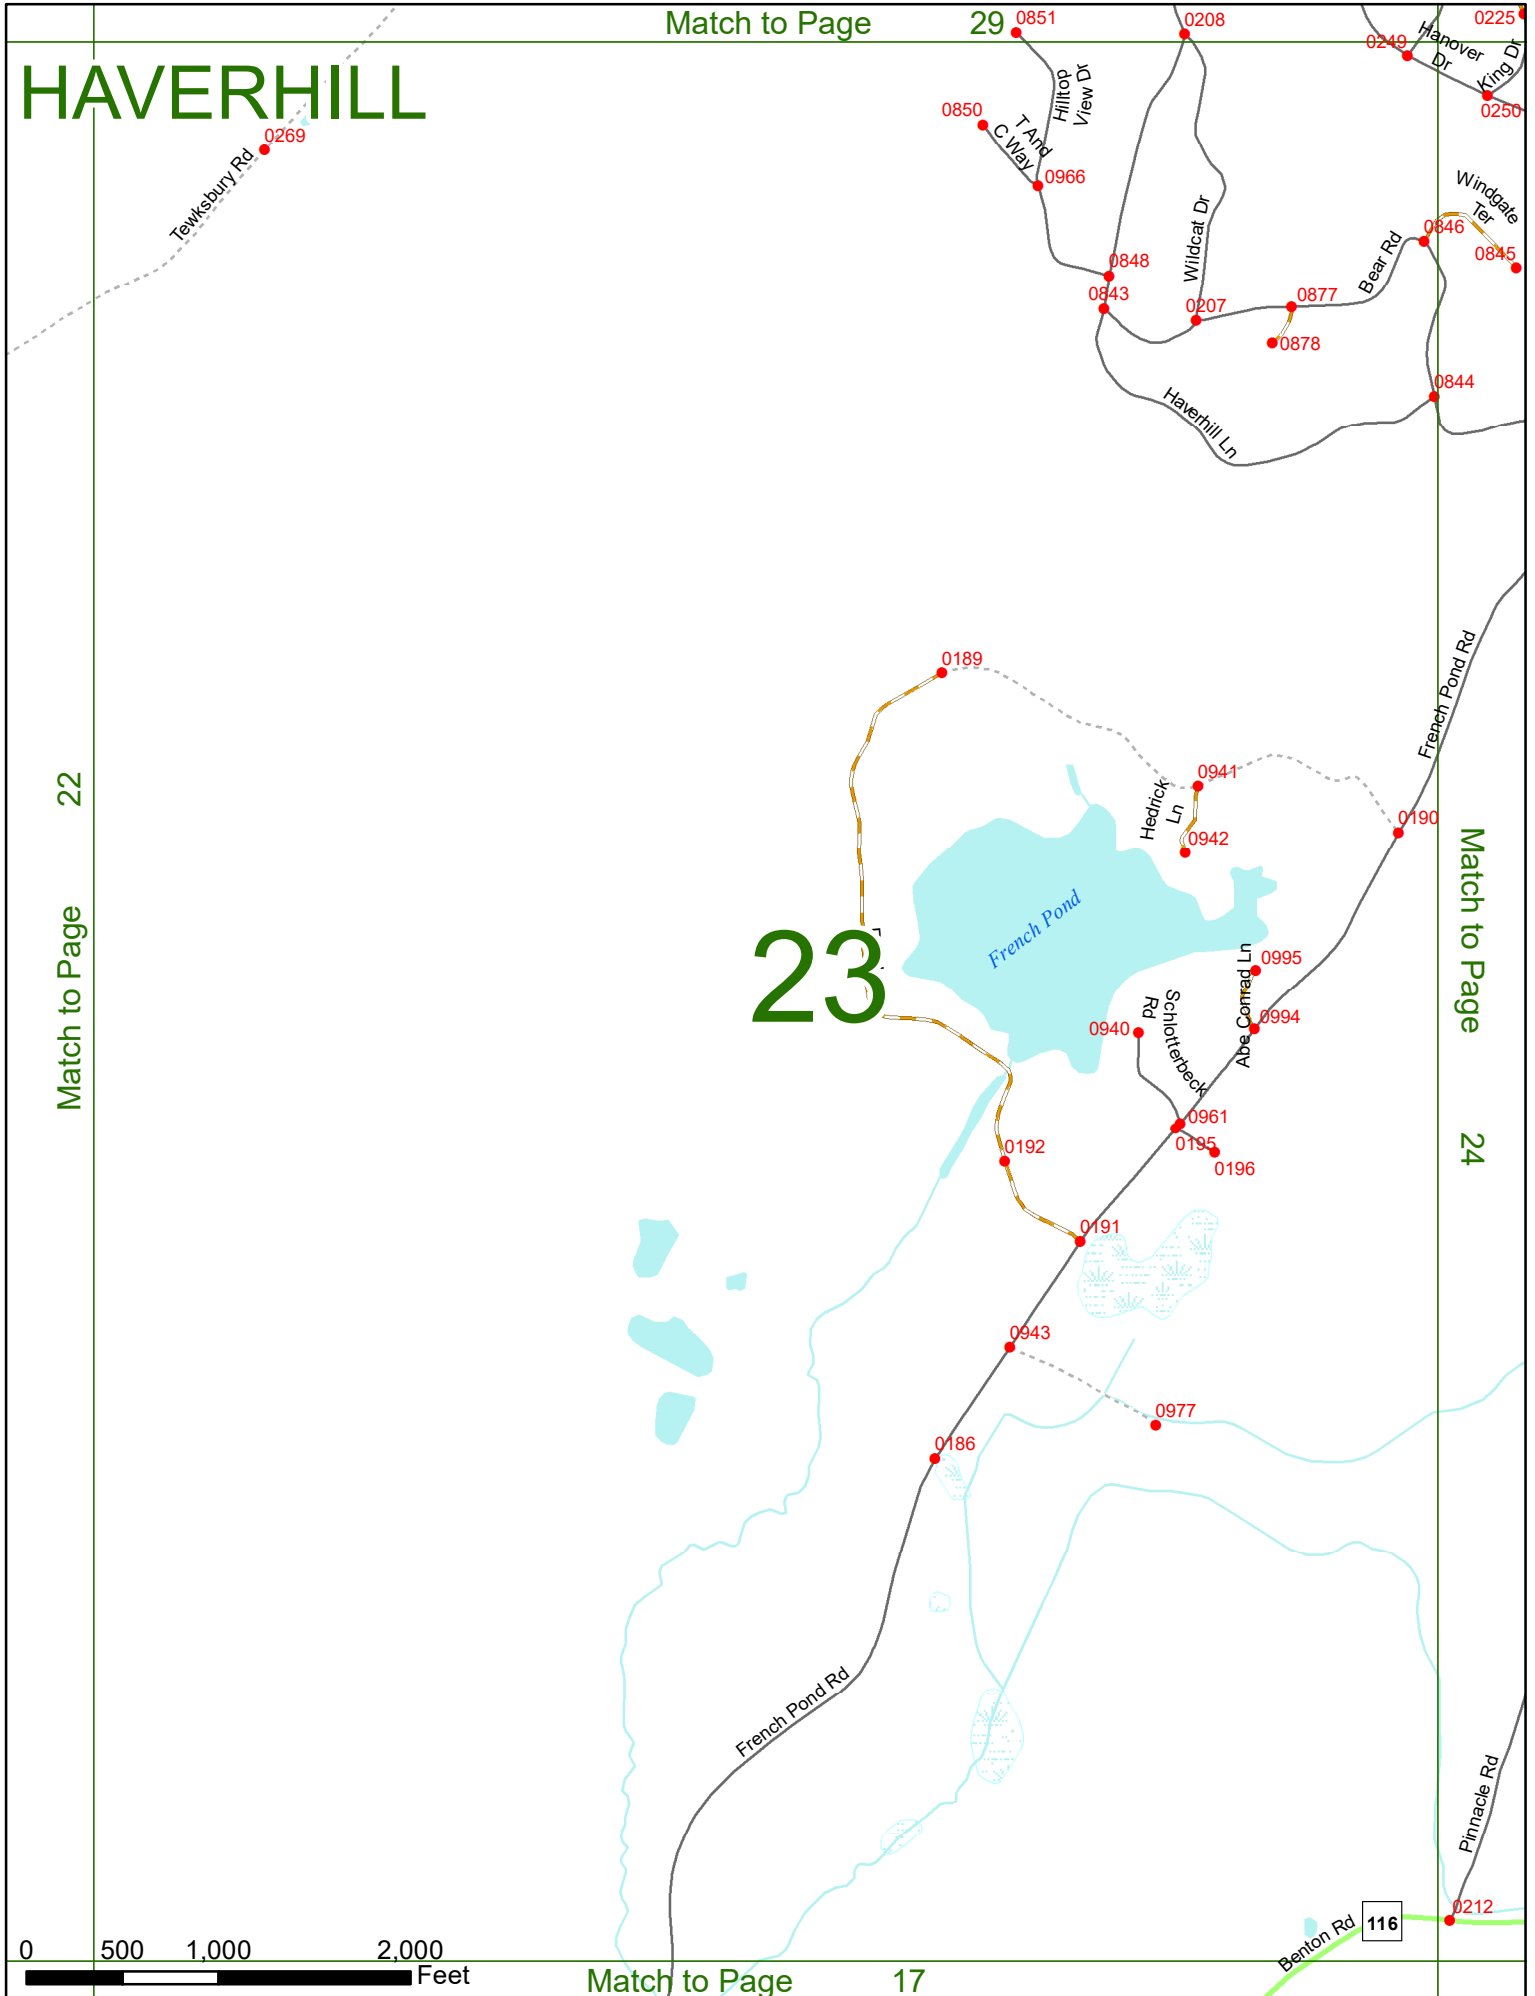 Match to Page 29
HAVERHILL
0851
0208
0225
0249
Hanover
Dr
King Dr
0250
Hilltop
View Dr
0850
T And
C Way
0966
0269
Tewksbury Rd
Wildcat Dr
Windgate
Ter
0846
0845
Bear Rd
0848
0843
0207
0877
0878
0844
Haverhill Ln
French Pond Rd
0189
0941
Hedrick
Ln
0942
0190
Match to Page 22
Match to Page 24
French Pond
23
0995
Abe Conrad Ln
0994
Schlotterbeck
Rd
0940
0961
0195
0196
0192
0191
0943
0977
0186
French Pond Rd
Pinnacle Rd
0212
116
Benton Rd
0 500 1,000 2,000
Feet
Match to Page 17